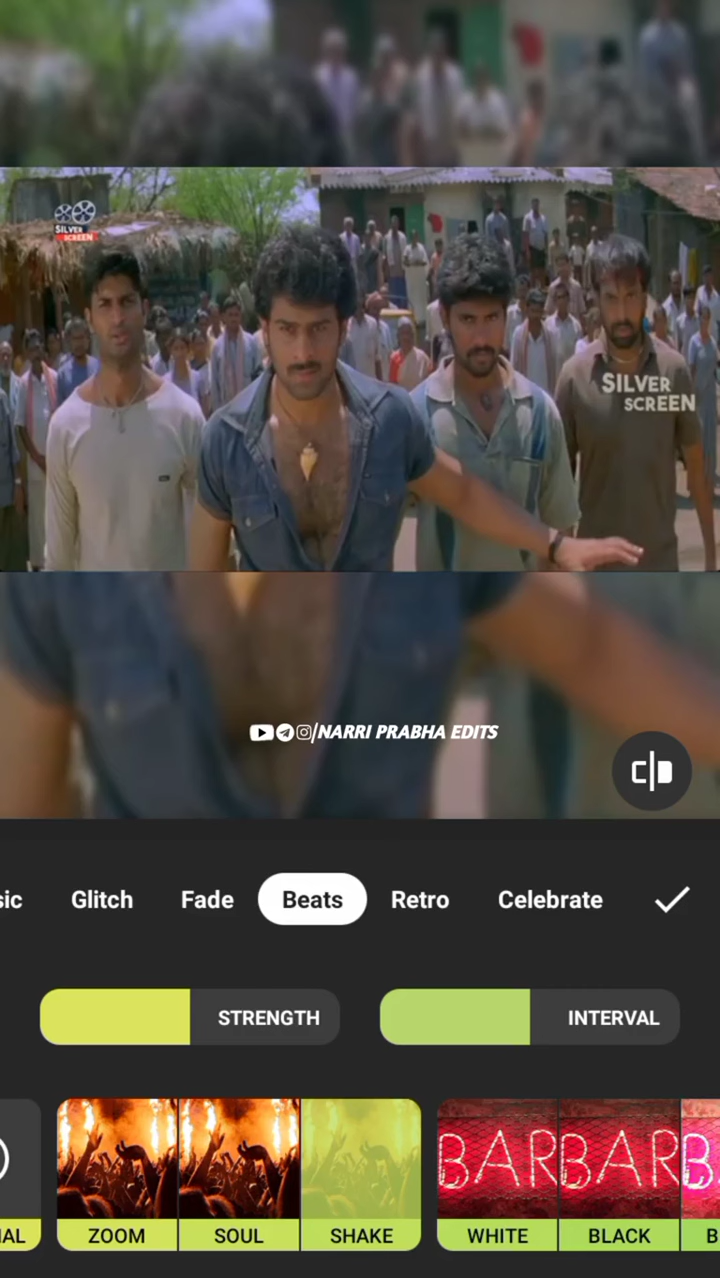 SILVER
SCREEN
SILVER
SCREEN
/NARRI PRABHA EDITS
sic Glitch Fade Beats Retro Celebrate
STRENGTH INTERVAL
BAR BAR B
AL ZOOM SOUL SHAKE WHITE BLACK B